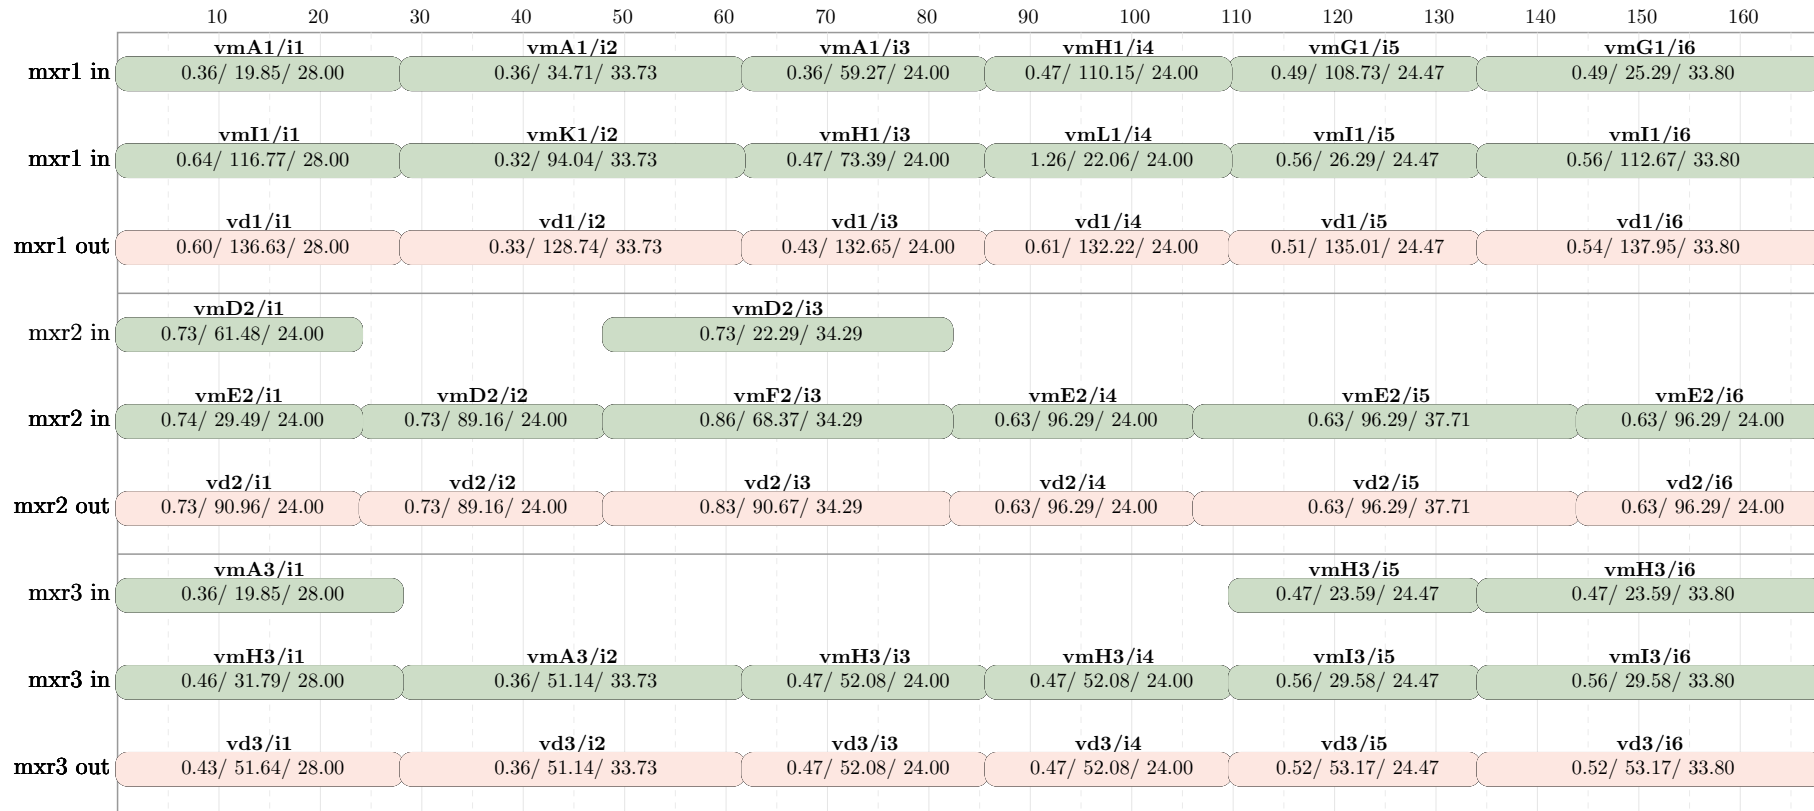 10 20 30 40 50 60 70 80 90 100 110 120 130 140 150 160
vmA1/i1 vmA1/i2 vmA1/i3 vmH1/i4 vmG1/i5 vmG1/i6
mxr1 in 0.36/ 19.85/ 28.00 0.36/ 34.71/ 33.73 0.36/ 59.27/ 24.00 0.47/ 110.15/ 24.00 0.49/ 108.73/ 24.47 0.49/ 25.29/ 33.80
vmI1/i1 vmK1/i2 vmH1/i3 vmL1/i4 vmI1/i5 vmI1/i6
mxr1 in 0.64/ 116.77/ 28.00 0.32/ 94.04/ 33.73 0.47/ 73.39/ 24.00 1.26/ 22.06/ 24.00 0.56/ 26.29/ 24.47 0.56/ 112.67/ 33.80
vd1/i1 vd1/i2 vd1/i3 vd1/i4 vd1/i5 vd1/i6
mxr1 out 0.60/ 136.63/ 28.00 0.33/ 128.74/ 33.73 0.43/ 132.65/ 24.00 0.61/ 132.22/ 24.00 0.51/ 135.01/ 24.47 0.54/ 137.95/ 33.80
vmD2/i1 vmD2/i3
mxr2 in 0.73/ 61.48/ 24.00 0.73/ 22.29/ 34.29
vmE2/i1 vmD2/i2 vmF2/i3 vmE2/i4 vmE2/i5 vmE2/i6
mxr2 in 0.74/ 29.49/ 24.00 0.73/ 89.16/ 24.00 0.86/ 68.37/ 34.29 0.63/ 96.29/ 24.00 0.63/ 96.29/ 37.71 0.63/ 96.29/ 24.00
vd2/i1 vd2/i2 vd2/i3 vd2/i4 vd2/i5 vd2/i6
mxr2 out 0.73/ 90.96/ 24.00 0.73/ 89.16/ 24.00 0.83/ 90.67/ 34.29 0.63/ 96.29/ 24.00 0.63/ 96.29/ 37.71 0.63/ 96.29/ 24.00
vmA3/i1 vmH3/i5 vmH3/i6
mxr3 in 0.36/ 19.85/ 28.00 0.47/ 23.59/ 24.47 0.47/ 23.59/ 33.80
vmH3/i1 vmA3/i2 vmH3/i3 vmH3/i4 vmI3/i5 vmI3/i6
mxr3 in 0.46/ 31.79/ 28.00 0.36/ 51.14/ 33.73 0.47/ 52.08/ 24.00 0.47/ 52.08/ 24.00 0.56/ 29.58/ 24.47 0.56/ 29.58/ 33.80
vd3/i1 vd3/i2 vd3/i3 vd3/i4 vd3/i5 vd3/i6
mxr3 out 0.43/ 51.64/ 28.00 0.36/ 51.14/ 33.73 0.47/ 52.08/ 24.00 0.47/ 52.08/ 24.00 0.52/ 53.17/ 24.47 0.52/ 53.17/ 33.80